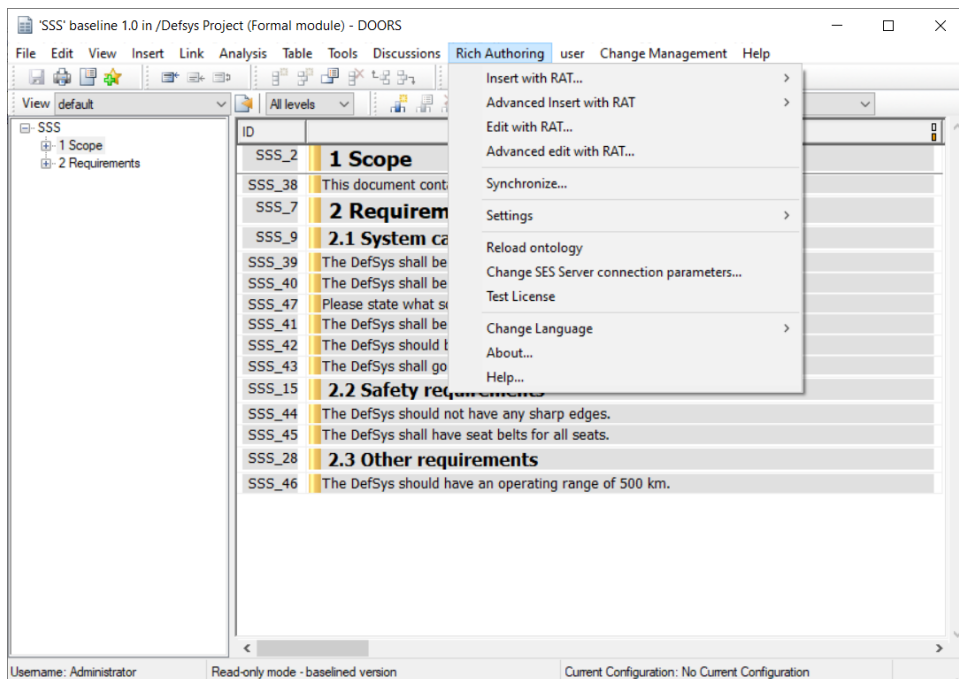 'SSS' baseline 1.0 in /Defsys Project (Formal module) - DOORS
File Edit View Insert Link Analysis Table Tools Discussions Rich Authoring user Change Management Help
View default All levels
SSS
1 Scope
2 Requirements
ID
SSS_2 1 Scope
SSS_38 This document cont
SSS_7 2 Requirem
SSS_9 2.1 System ca
SSS_39 The DefSys shall be
SSS_40 The DefSys shall be
SSS_47 Please state what s
SSS_41 The DefSys shall be
SSS_42 The DefSys should
SSS_43 The DefSys shall go
SSS_15 2.2 Safety requirements
SSS_44 The DefSys should not have any sharp edges.
SSS_45 The DefSys shall have seat belts for all seats.
SSS_28 2.3 Other requirements
SSS_46 The DefSys should have an operating range of 500 km.
Insert with RAT...
Advanced Insert with RAT
Edit with RAT...
Advanced edit with RAT...
Synchronize...
Settings
Reload ontology
Change SES Server connection parameters...
Test License
Change Language
About...
Help...
Username: Administrator Read-only mode - baselined version Current Configuration: No Current Configuration